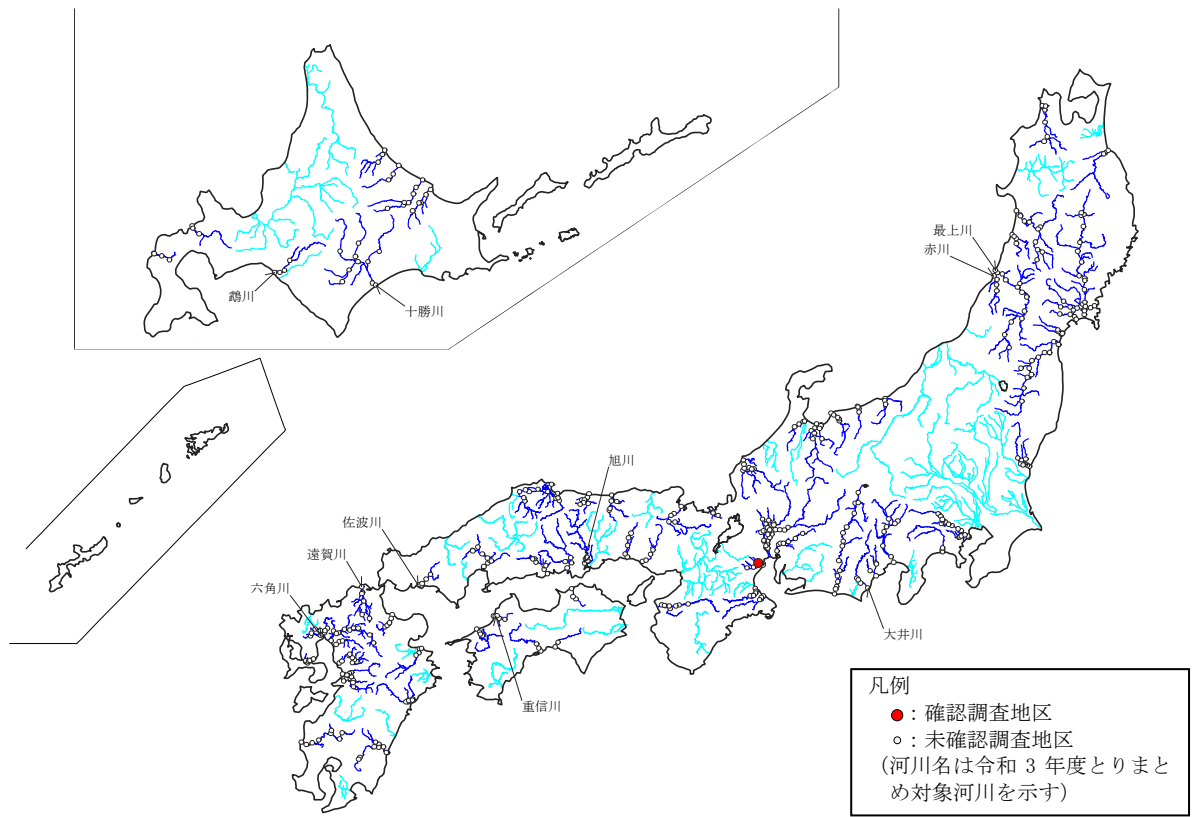 最上川
赤川
鵡川
十勝川
旭川
佐波川
遠賀川
六角川
大井川
重信川
凡例
●：確認調査地区
○：未確認調査地区
（河川名は令和 3 年度とりまと
め対象河川を示す）